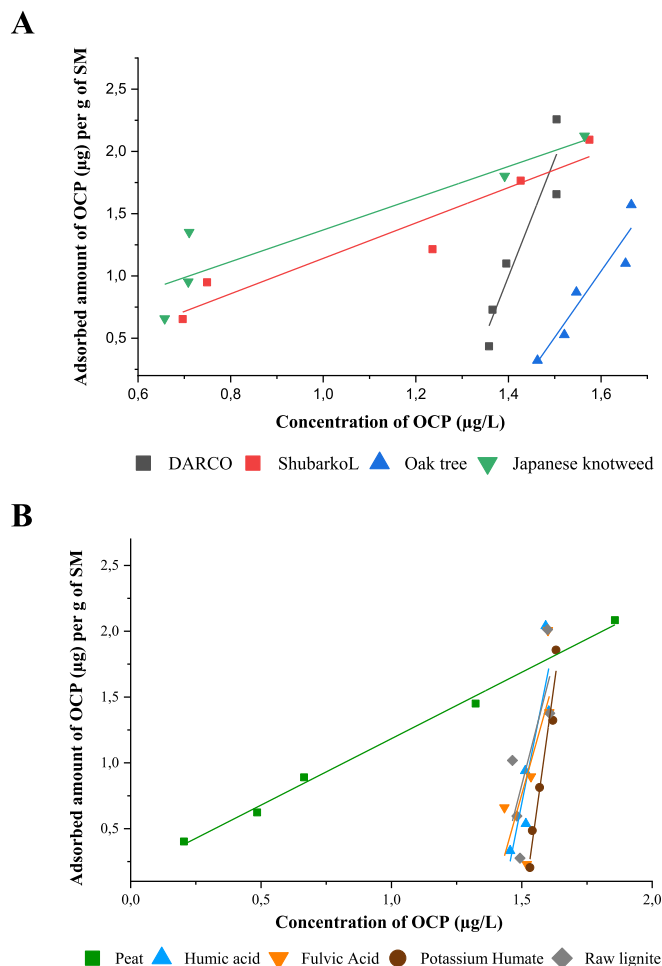 A
Adsorbed amount of OCP (µg) per g of SM
2,5
2,0
1,5
1,0
0,5
0,6 0,8 1,0 1,2 1,4 1,6
Concentration of OCP (µg/L)
DARCO ShubarkoL Oak tree Japanese knotweed
B
Adsorbed amount of OCP (µg) per g of SM
2,5
2,0
1,5
1,0
0,5
0,0 0,5 1,0 1,5 2,0
Concentration of OCP (µg/L)
Peat Humic acid Fulvic Acid Potassium Humate Raw lignite